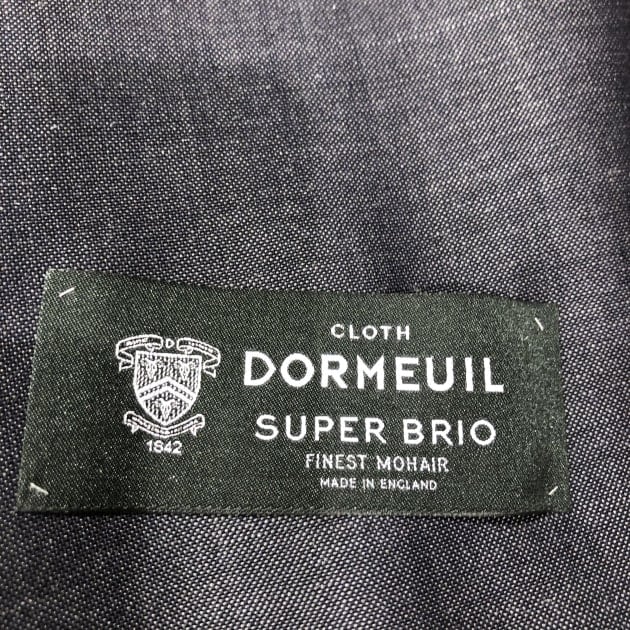 D
1842
CLOTH
DORMEUIL
SUPER BRIO
FINEST MOHAIR
MADE IN ENGLAND